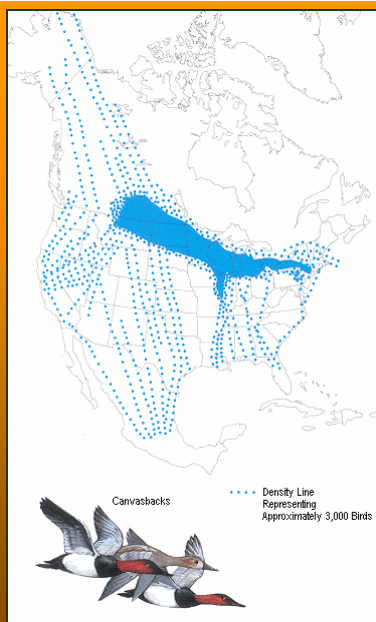 Canvasbacks
Density Line
Representing
Approximately 3,000 Birds